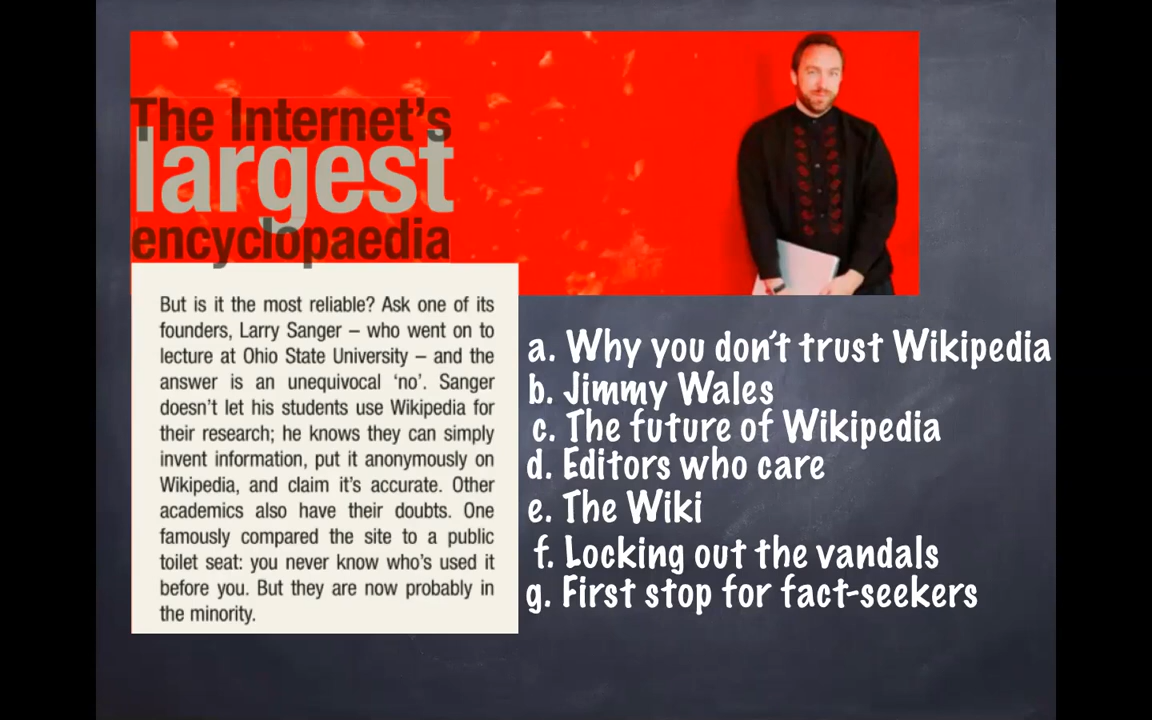 The Internet's
largest
encyclopaedia
But is it the most reliable? Ask one of its
founders, Larry Sanger – who went on to
lecture at Ohio State University – and the
answer is an unequivocal ‘no’. Sanger
doesn’t let his students use Wikipedia for
their research; he knows they can simply
invent information, put it anonymously on
Wikipedia, and claim it’s accurate. Other
academics also have their doubts. One
famously compared the site to a public
toilet seat: you never know who’s used it
before you. But they are now probably in
the minority.
a. Why you don’t trust Wikipedia
b. Jimmy Wales
c. The future of Wikipedia
d. Editors who care
e. The Wiki
f. Locking out the vandals
g. First stop for fact-seekers